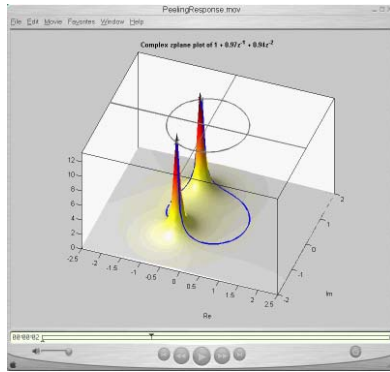 PeelingResponse.mov
File Edit Movie Favorites Window Help
Complex zplane plot of 1 + 0.97z⁻¹ + 0.94z⁻²
12
10
8
6
4
2
0
-2.5 -2 -1.5 -1 -0.5 0 0.5 1 1.5 2 2.5
-2 -1 0 1 2
Re
Im
00:00:02